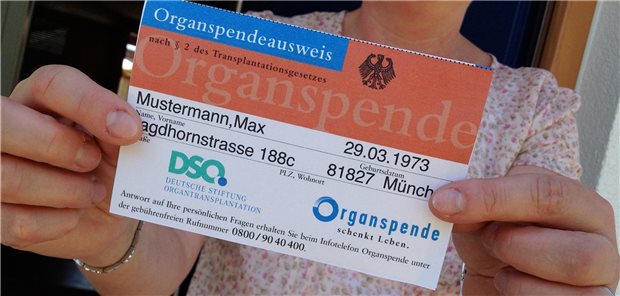 Organspendeausweis
nach § 2 des Transplantationsgesetzes
Organspende
Mustermann,Max
Name, Vorname
29.03.1973
Geburtsdatum
agdhornstrasse 188c
81827 Münch
PLZ, Wohnort
DSO
DEUTSCHE STIFTUNG
ORGANTRANSPLANTATION
Organspende
schenkt Leben.
Antwort auf Ihre persönlichen Fragen erhalten Sie beim Infotelefon Organspende unter
der gebührenfreien Rufnummer 0800/90 40 400.